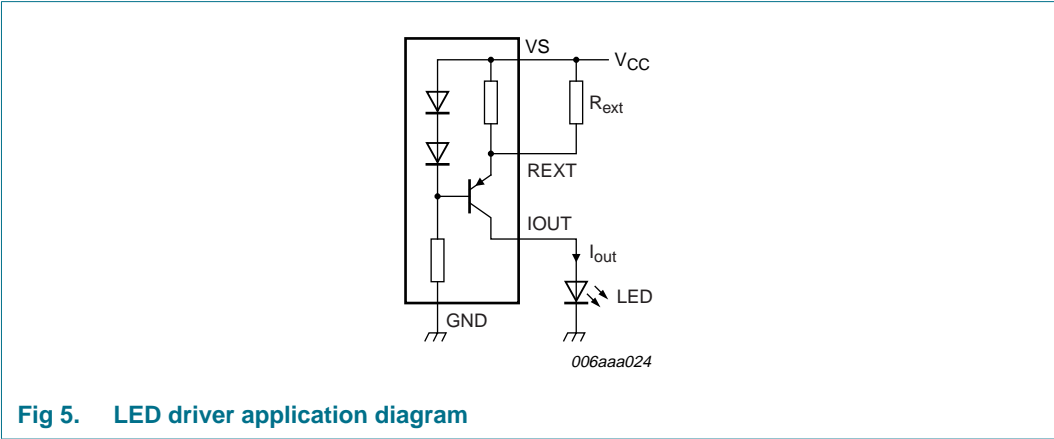 VS
V_CC
R_ext
REXT
IOUT
I_out
LED
GND
006aaa024
Fig 5. LED driver application diagram